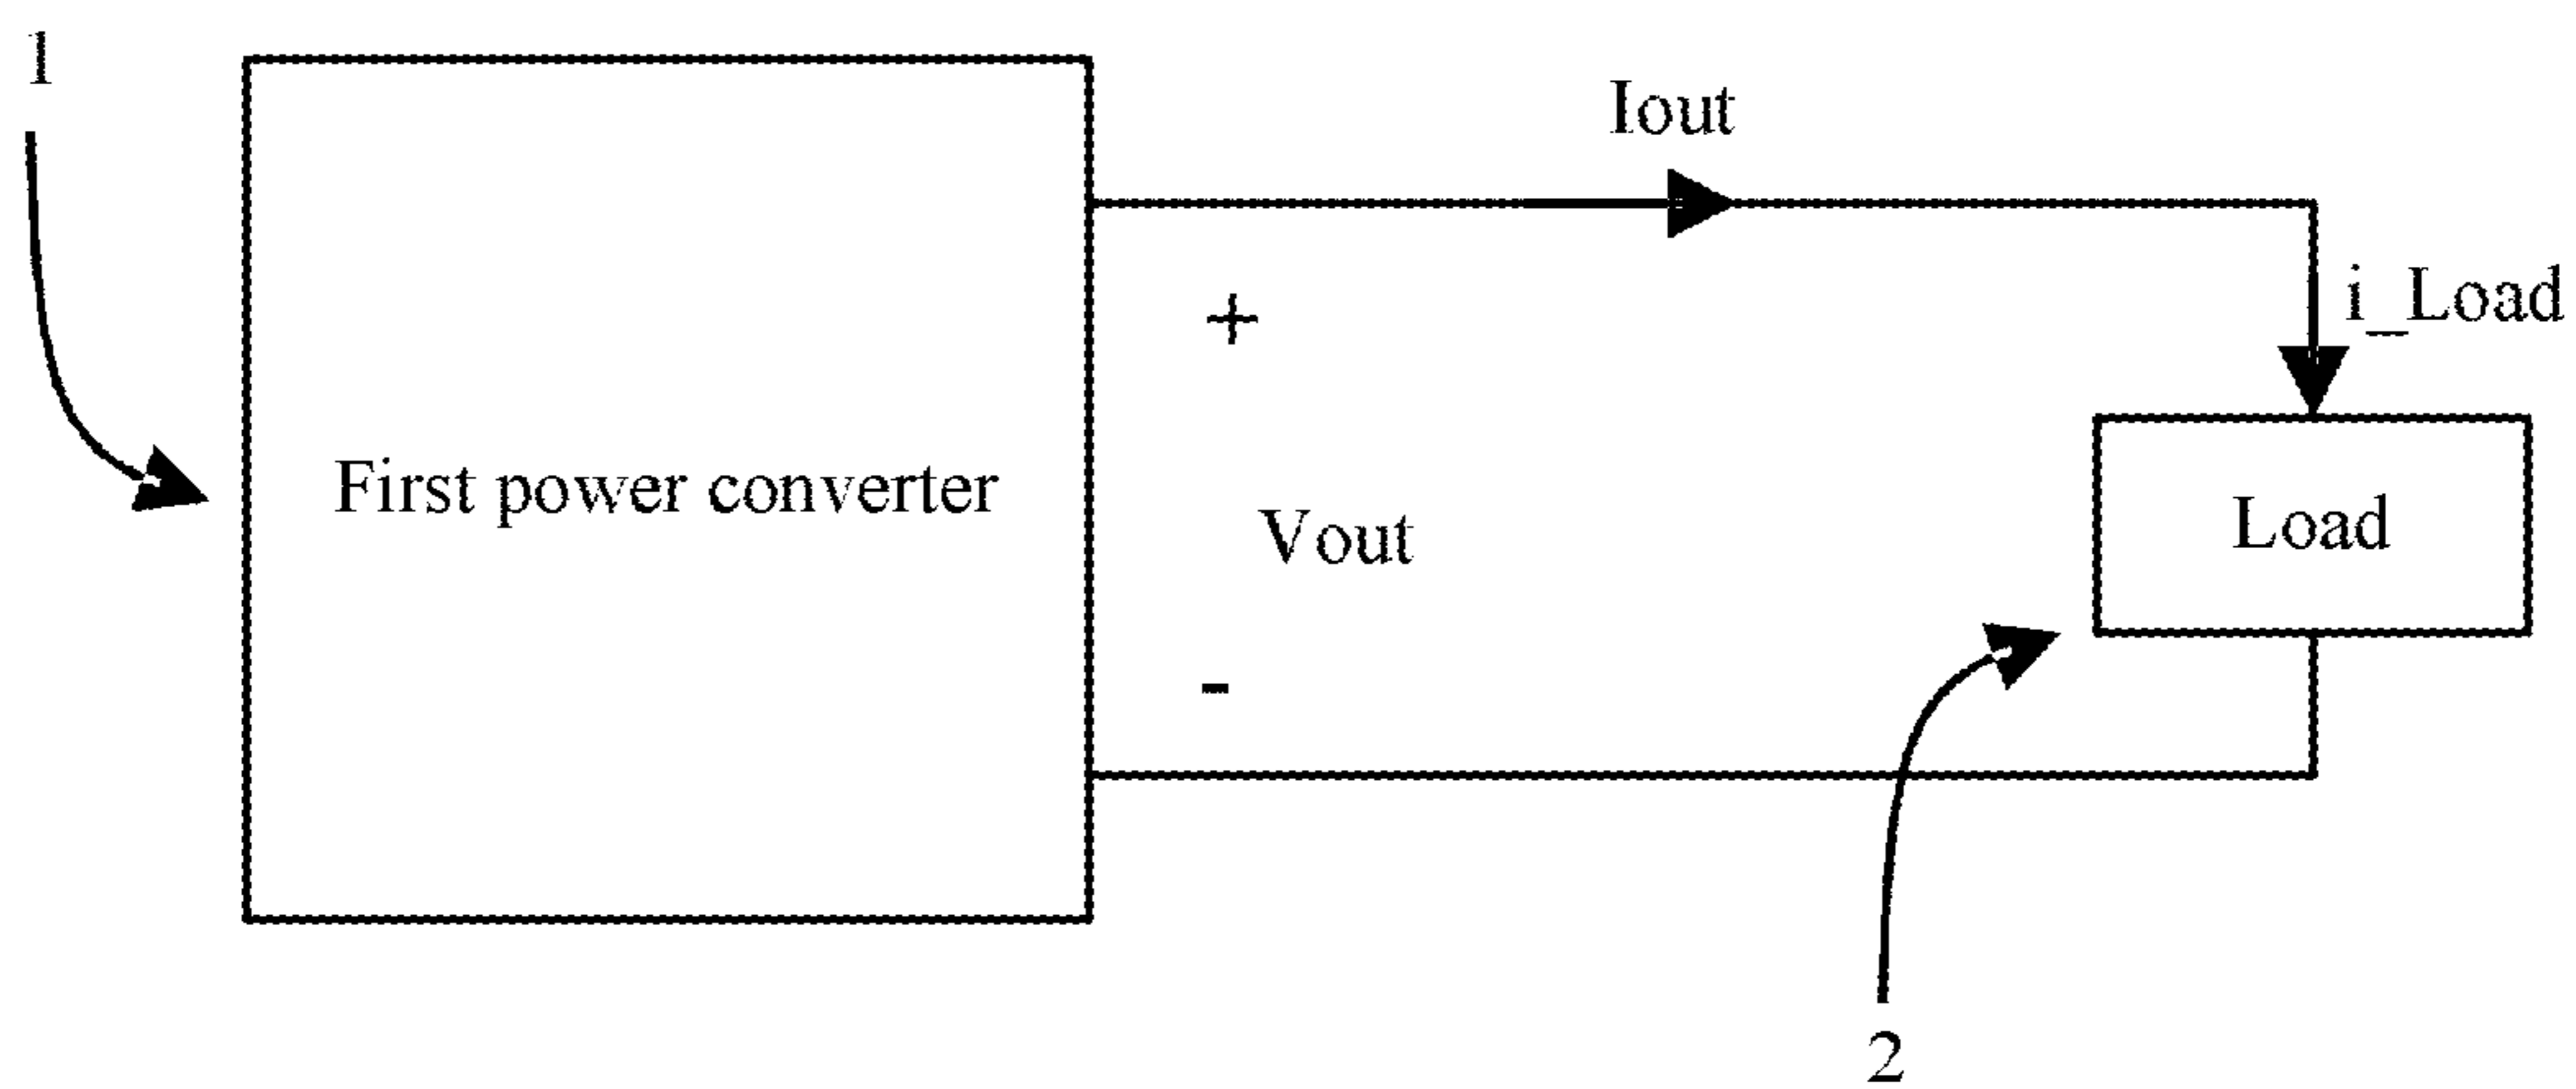 1
Iout
i_Load
+
First power converter
Vout
Load
-
2